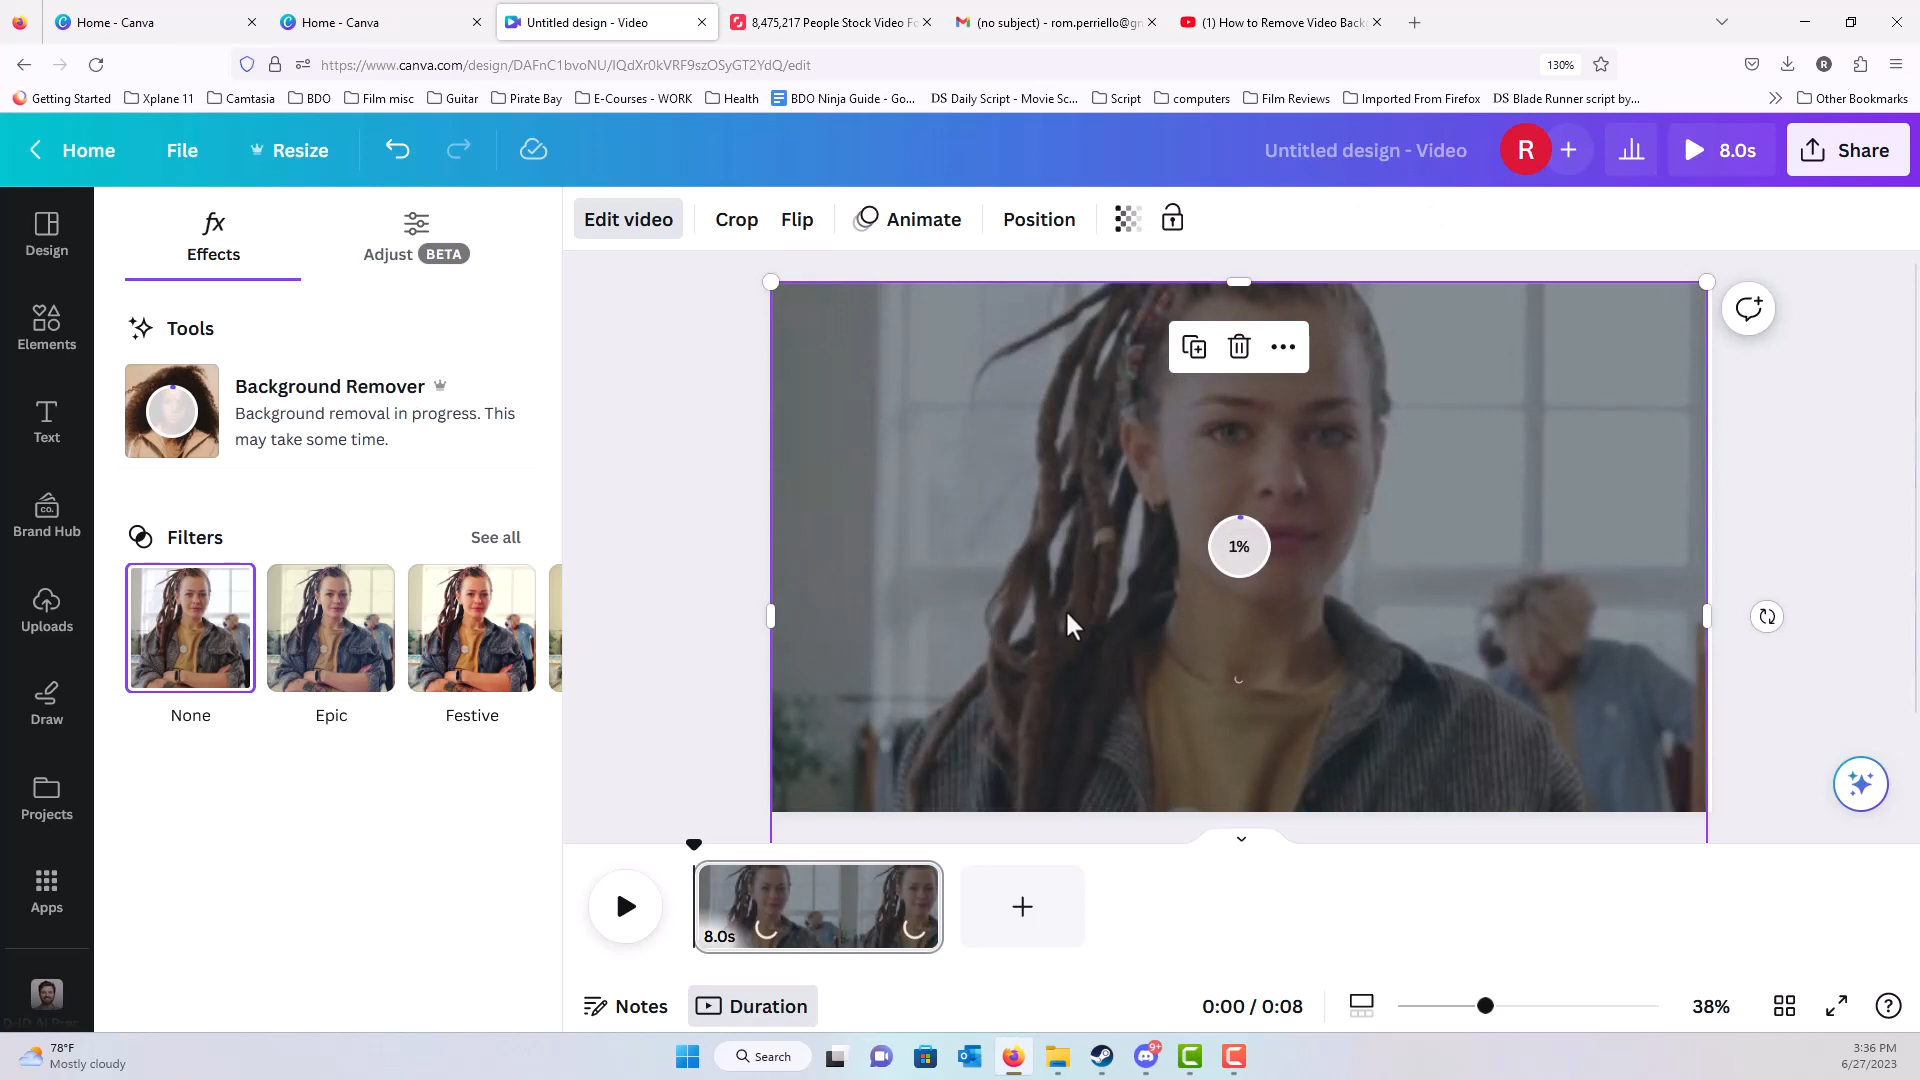 Home - Canva
Home - Canva
Untitled design - Video
8,475,217 People Stock Video Fo
(no subject) - rom.perriello@gm
(1) How to Remove Video Back
https://www.canva.com/design/DAFnC1bvoNU/IQdXr0kVRF9szOSyGT2YdQ/edit
130%
R
Getting Started
Xplane 11
Camtasia
BDO
Film misc
Guitar
Pirate Bay
E-Courses - WORK
Health
BDO Ninja Guide - Go...
DS Daily Script - Movie Sc...
Script
computers
Film Reviews
Imported From Firefox
DS Blade Runner script by...
Other Bookmarks
Home
File
Resize
Untitled design - Video
R
8.0s
Share
Design
Elements
Text
co.
Brand Hub
Uploads
Draw
Projects
Apps
fx
Effects
Adjust BETA
Tools
Background Remover
Background removal in progress. This
may take some time.
Filters
See all
None
Epic
Festive
Edit video
Crop
Flip
Animate
Position
1%
8.0s
Notes
Duration
0:00 / 0:08
38%
78°F
Mostly cloudy
Search
9+
3:36 PM
6/27/2023